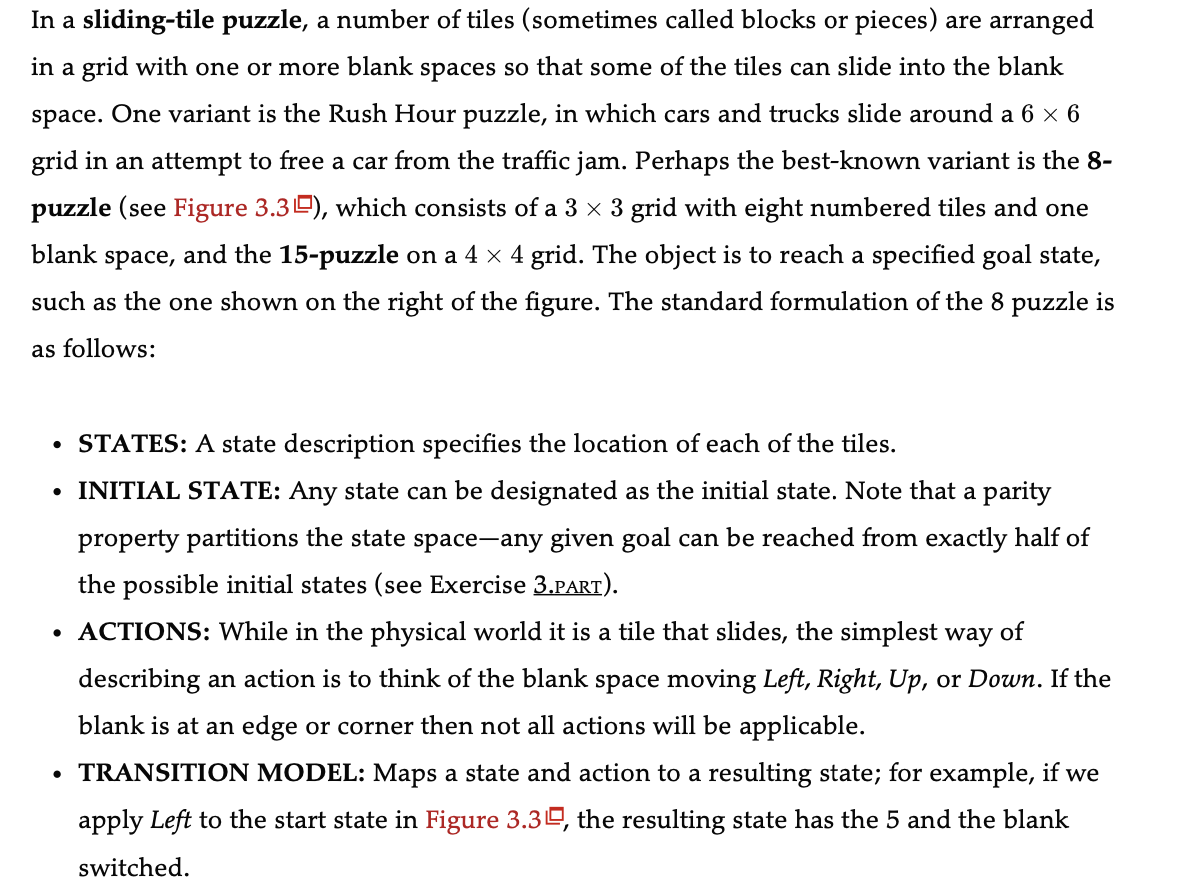 In a sliding-tile puzzle, a number of tiles (sometimes called blocks or pieces) are arranged
in a grid with one or more blank spaces so that some of the tiles can slide into the blank
space. One variant is the Rush Hour puzzle, in which cars and trucks slide around a 6 × 6
grid in an attempt to free a car from the traffic jam. Perhaps the best-known variant is the 8-
puzzle (see Figure 3.3), which consists of a 3 × 3 grid with eight numbered tiles and one
blank space, and the 15-puzzle on a 4 × 4 grid. The object is to reach a specified goal state,
such as the one shown on the right of the figure. The standard formulation of the 8 puzzle is
as follows:
• STATES: A state description specifies the location of each of the tiles.
• INITIAL STATE: Any state can be designated as the initial state. Note that a parity
property partitions the state space—any given goal can be reached from exactly half of
the possible initial states (see Exercise 3.PART).
• ACTIONS: While in the physical world it is a tile that slides, the simplest way of
describing an action is to think of the blank space moving Left, Right, Up, or Down. If the
blank is at an edge or corner then not all actions will be applicable.
• TRANSITION MODEL: Maps a state and action to a resulting state; for example, if we
apply Left to the start state in Figure 3.3, the resulting state has the 5 and the blank
switched.